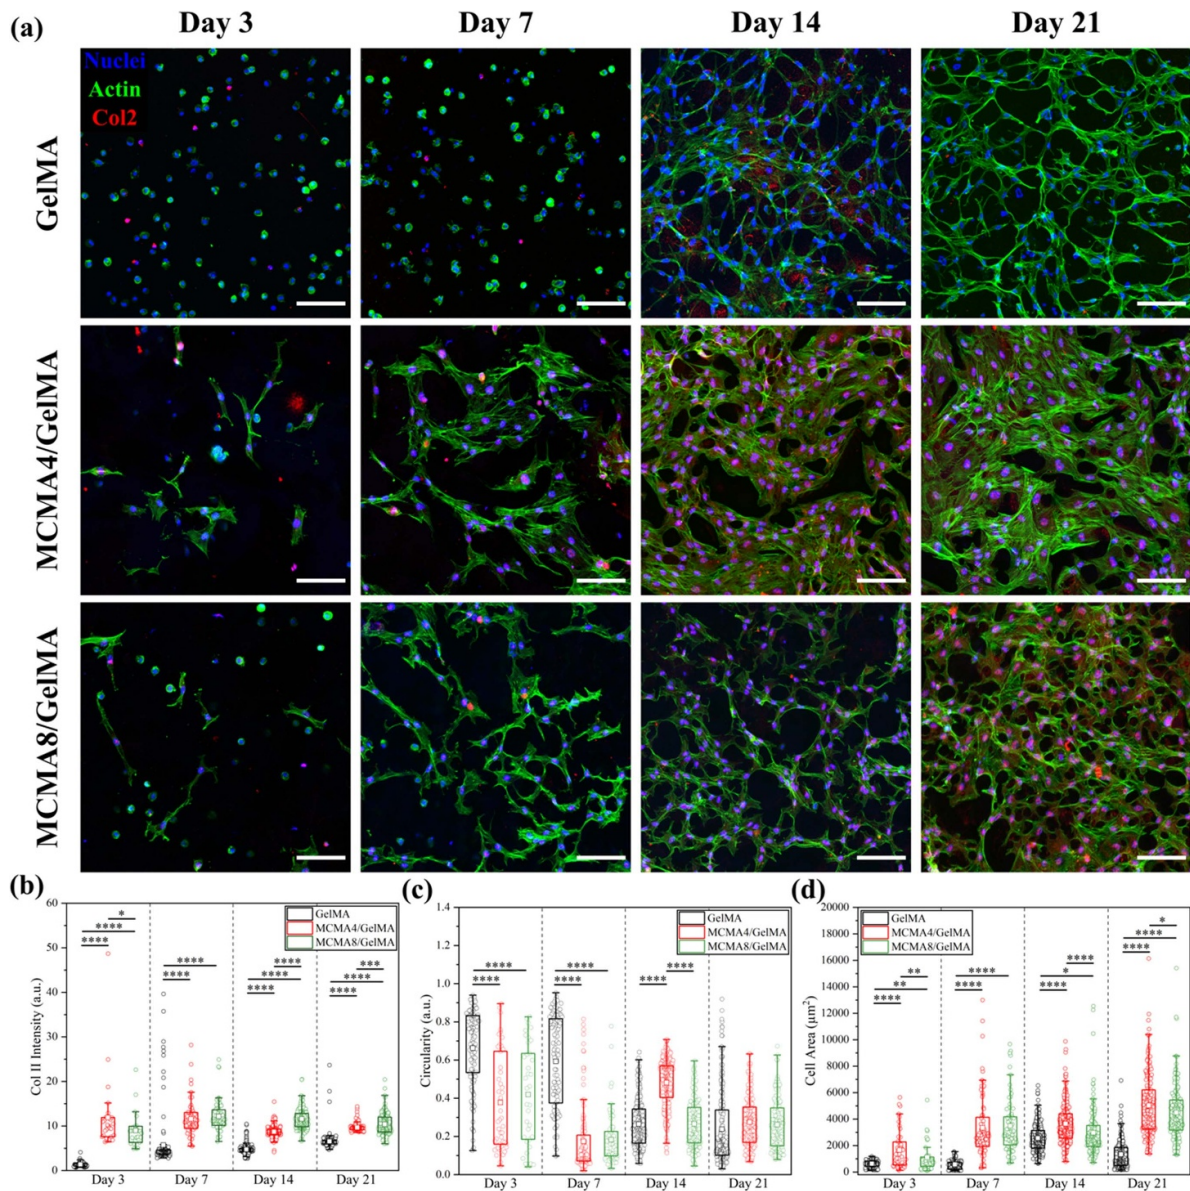 (a)
Day 3 Day 7 Day 14 Day 21
Nuclei
Actin
Col2
GelMA
MCMA4/GelMA
MCMA8/GelMA
(b)
Col II Intensity (a.u.)
60
50
40
30
20
10
0
GelMA
MCMA4/GelMA
MCMA8/GelMA
*
****
****
****
****
****
****
****
***
****
****
Day 3 Day 7 Day 14 Day 21
(c)
Circularity (a.u.)
1.4
1.2
1.0
0.8
0.6
0.4
0.2
0.0
GelMA
MCMA4/GelMA
MCMA8/GelMA
****
****
****
****
****
****
Day 3 Day 7 Day 14 Day 21
(d)
Cell Area (μm²)
20000
18000
16000
14000
12000
10000
8000
6000
4000
2000
0
GelMA
MCMA4/GelMA
MCMA8/GelMA
**
**
****
****
****
****
*
****
*
****
****
Day 3 Day 7 Day 14 Day 21